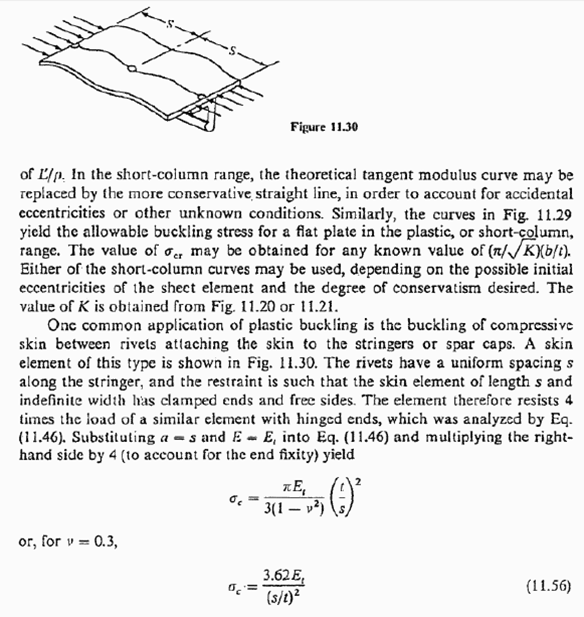 S
S
Figure 11.30
of L'/ρ. In the short-column range, the theoretical tangent modulus curve may be
replaced by the more conservative straight line, in order to account for accidental
eccentricities or other unknown conditions. Similarly, the curves in Fig. 11.29
yield the allowable buckling stress for a flat plate in the plastic, or short-column,
range. The value of σcr may be obtained for any known value of (π/√K)(b/t).
Either of the short-column curves may be used, depending on the possible initial
eccentricities of the sheet element and the degree of conservatism desired. The
value of K is obtained from Fig. 11.20 or 11.21.
One common application of plastic buckling is the buckling of compressive
skin between rivets attaching the skin to the stringers or spar caps. A skin
element of this type is shown in Fig. 11.30. The rivets have a uniform spacing s
along the stringer, and the restraint is such that the skin element of length s and
indefinite width has clamped ends and free sides. The element therefore resists 4
times the load of a similar element with hinged ends, which was analyzed by Eq.
(11.46). Substituting a = s and E = Et into Eq. (11.46) and multiplying the right-
hand side by 4 (to account for the end fixity) yield
σc = πEt / 3(1 − ν²) (t/s)²
or, for ν = 0.3,
σc = 3.62Et / (s/t)² (11.56)